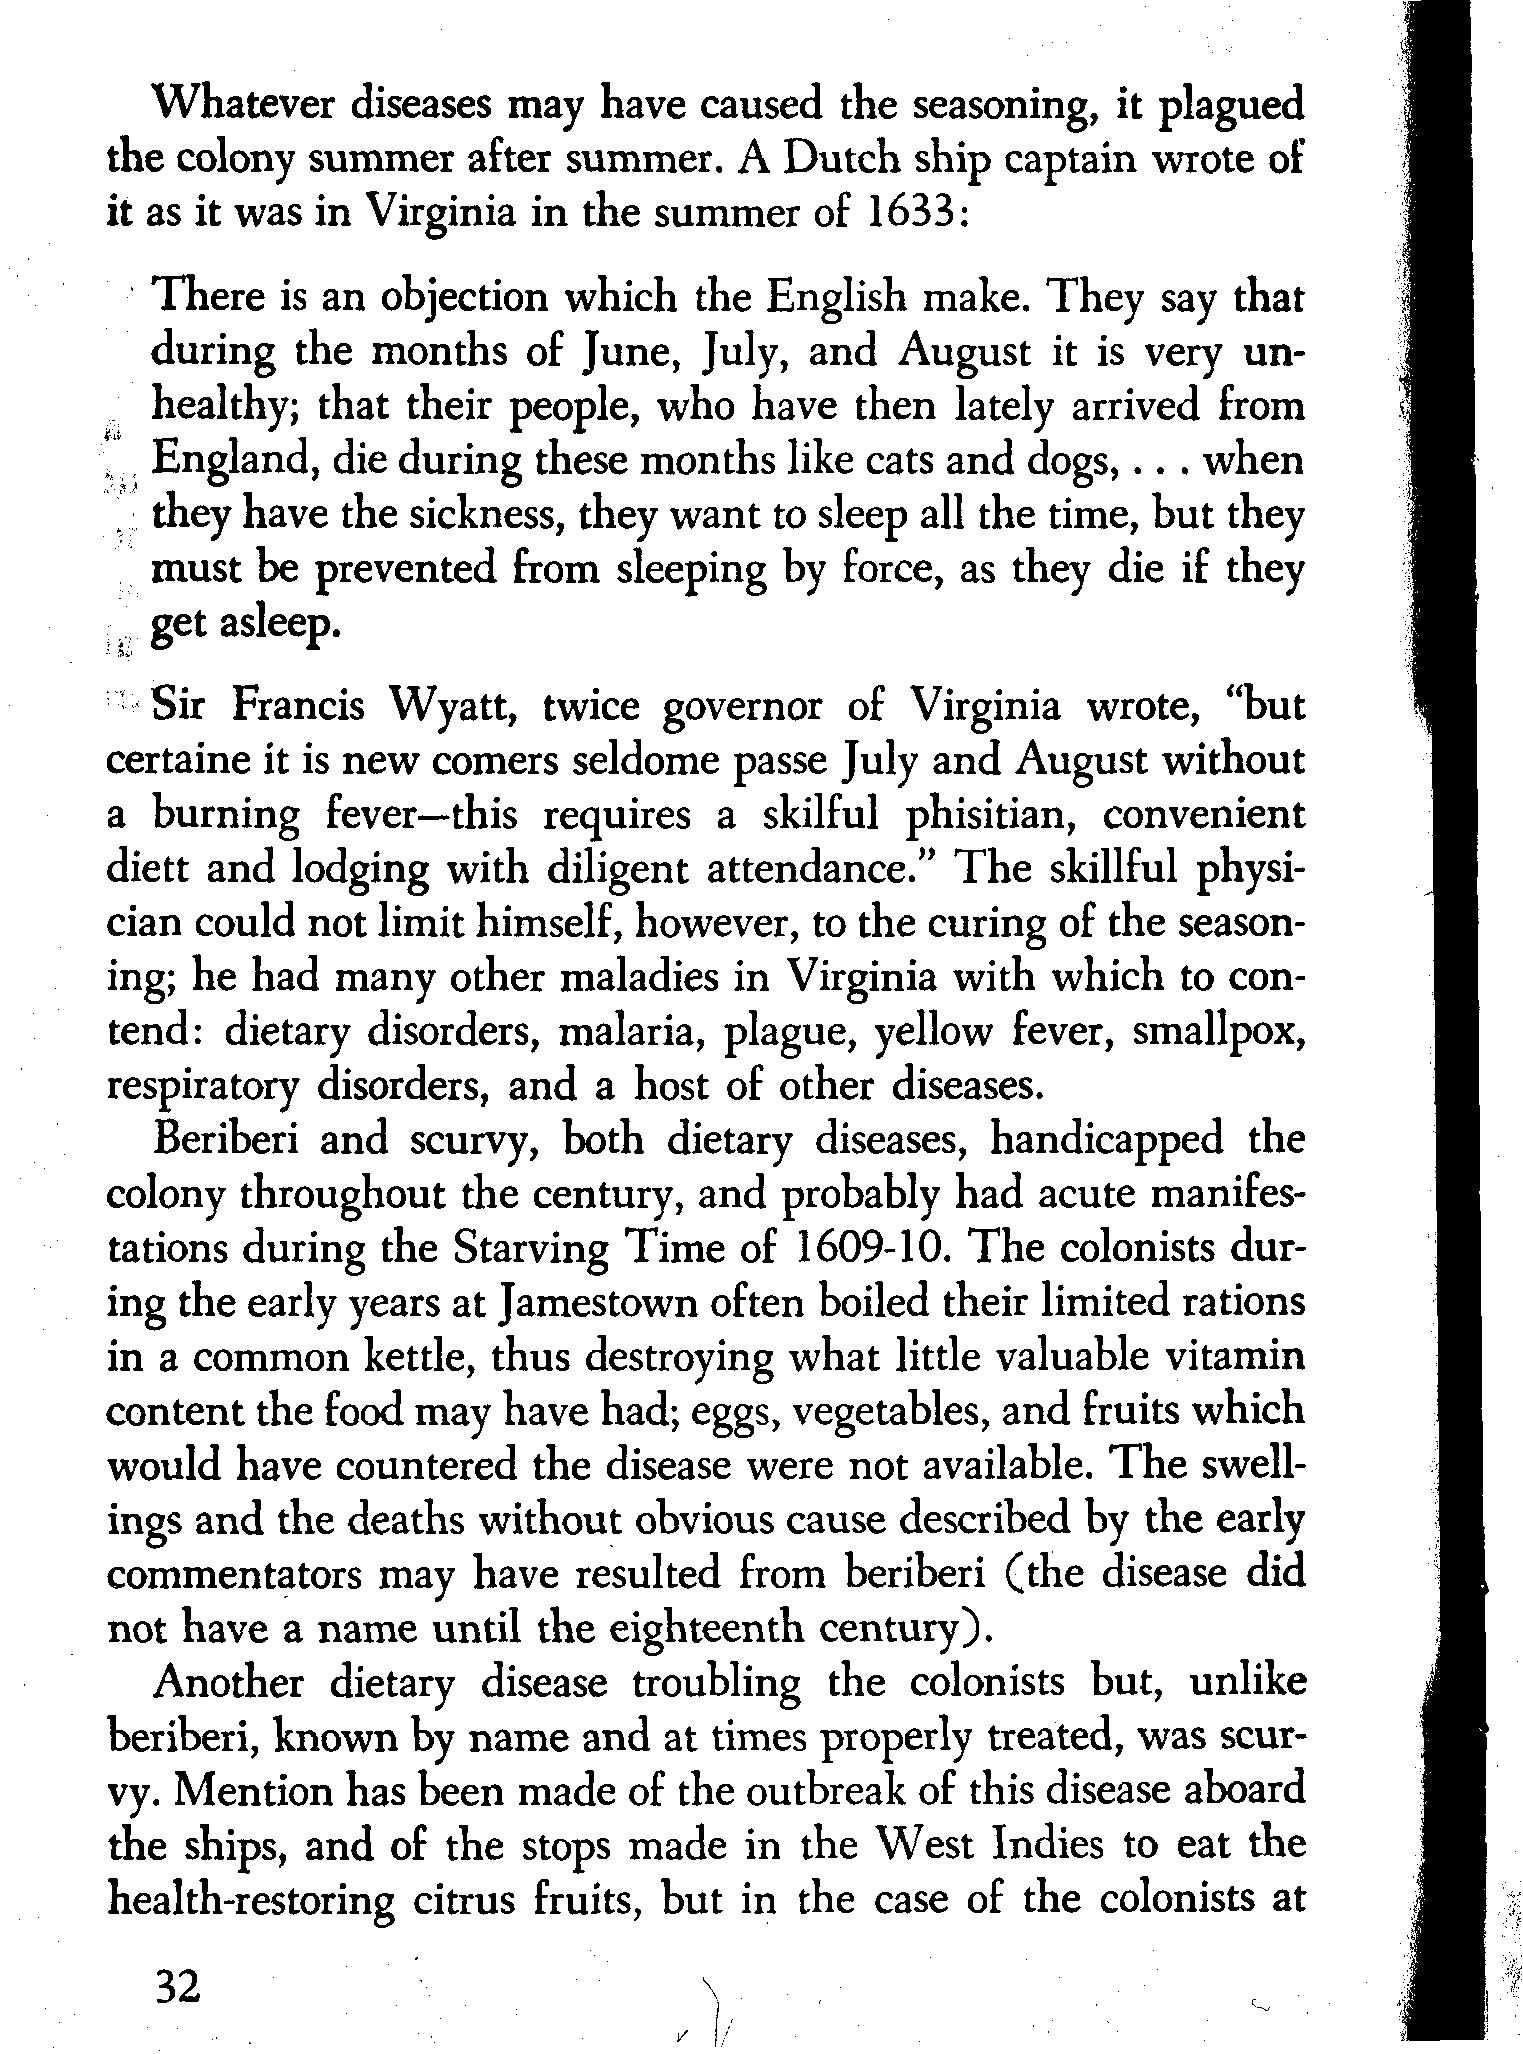 Whatever diseases may have caused the seasoning, it plagued
the colony summer after summer. A Dutch ship captain wrote of
it as it was in Virginia in the summer of 1633:
There is an objection which the English make. They say that
during the months of June, July, and August it is very un-
healthy; that their people, who have then lately arrived from
England, die during these months like cats and dogs, . . . when
they have the sickness, they want to sleep all the time, but they
must be prevented from sleeping by force, as they die if they
get asleep.
Sir Francis Wyatt, twice governor of Virginia wrote, "but
certaine it is new comers seldome passe July and August without
a burning fever—this requires a skilful phisitian, convenient
diett and lodging with diligent attendance." The skillful physi-
cian could not limit himself, however, to the curing of the season-
ing; he had many other maladies in Virginia with which to con-
tend: dietary disorders, malaria, plague, yellow fever, smallpox,
respiratory disorders, and a host of other diseases.
Beriberi and scurvy, both dietary diseases, handicapped the
colony throughout the century, and probably had acute manifes-
tations during the Starving Time of 1609-10. The colonists dur-
ing the early years at Jamestown often boiled their limited rations
in a common kettle, thus destroying what little valuable vitamin
content the food may have had; eggs, vegetables, and fruits which
would have countered the disease were not available. The swell-
ings and the deaths without obvious cause described by the early
commentators may have resulted from beriberi (the disease did
not have a name until the eighteenth century).
Another dietary disease troubling the colonists but, unlike
beriberi, known by name and at times properly treated, was scur-
vy. Mention has been made of the outbreak of this disease aboard
the ships, and of the stops made in the West Indies to eat the
health-restoring citrus fruits, but in the case of the colonists at
32